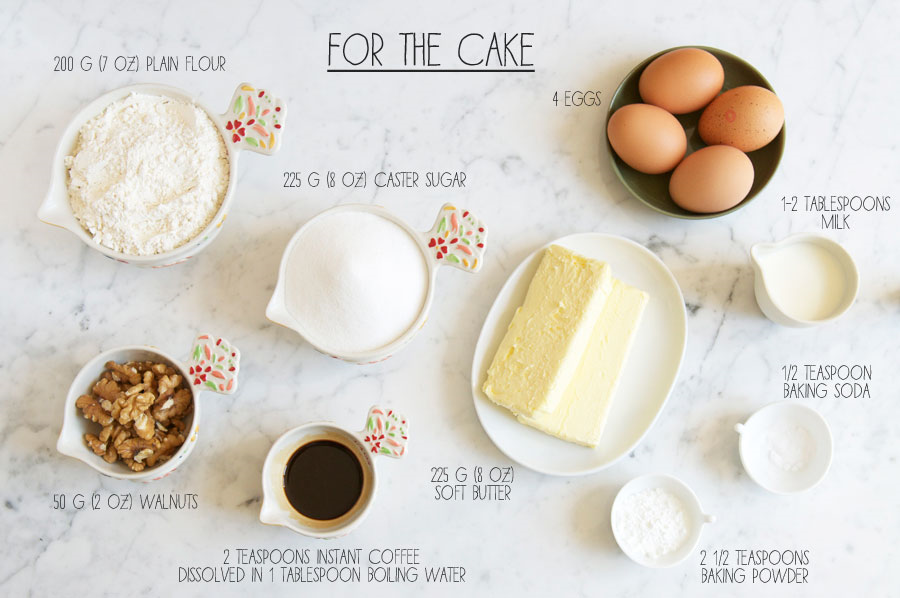 FOR THE CAKE
200 G (7 OZ) PLAIN FLOUR
4 EGGS
225 G (8 OZ) CASTER SUGAR
1-2 TABLESPOONS
MILK
1/2 TEASPOON
BAKING SODA
225 G (8 OZ)
SOFT BUTTER
50 G (2 OZ) WALNUTS
2 TEASPOONS INSTANT COFFEE
DISSOLVED IN 1 TABLESPOON BOILING WATER
2 1/2 TEASPOONS
BAKING POWDER